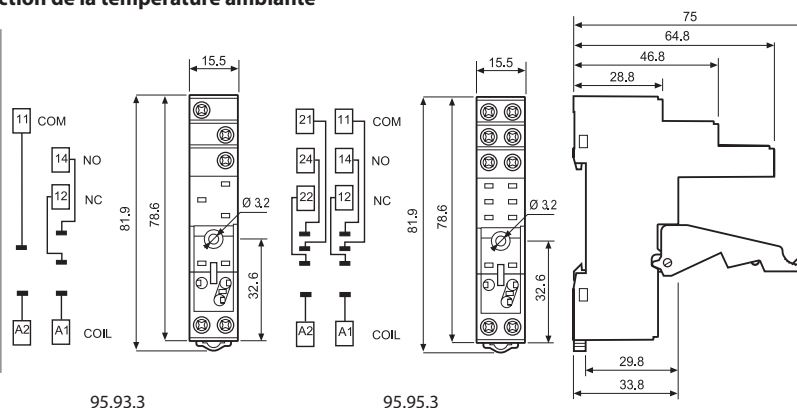 ction de la température ambiante
11 COM
14 NO
12 NC
A2 A1 COIL
15.5
81.9
78.6
Ø 3.2
32.6
95.93.3
21 11 COM
24 14 NO
22 12 NC
A2 A1 COIL
15.5
81.9
78.6
Ø 3.2
32.6
95.95.3
75
64.8
46.8
28.8
29.8
33.8